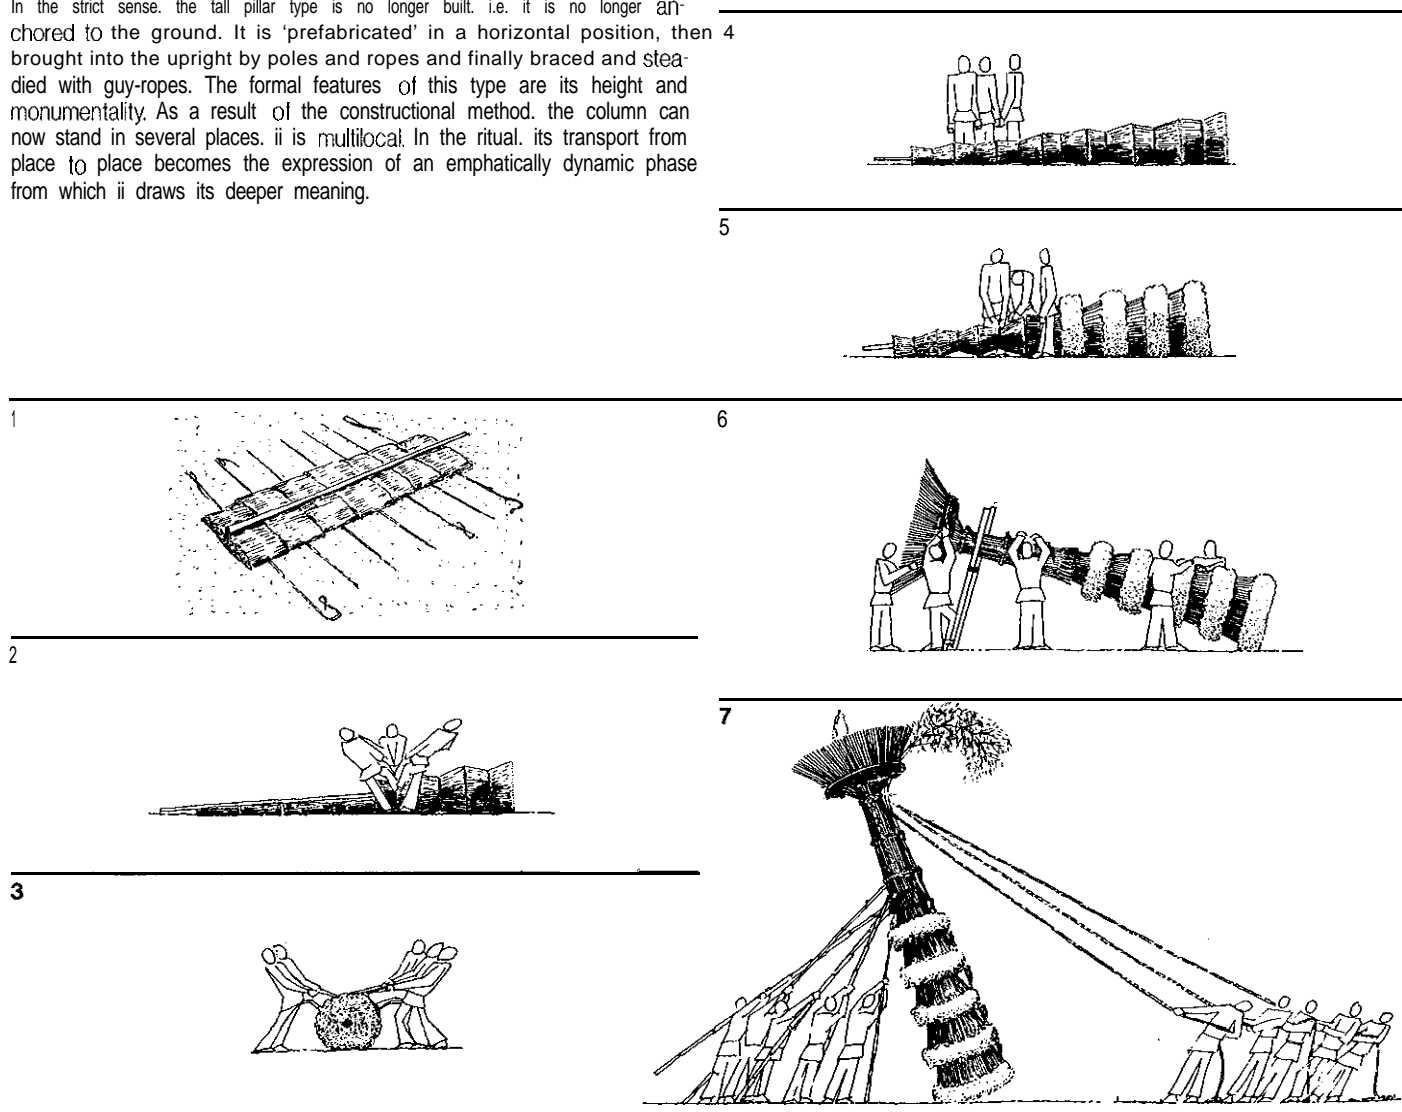 In the strict sense. the tall pillar type is no longer built. i.e. it is no longer an-
chored to the ground. It is ‘prefabricated’ in a horizontal position, then
brought into the upright by poles and ropes and finally braced and stea-
died with guy-ropes. The formal features of this type are its height and
monumentality. As a result of the constructional method. the column can
now stand in several places. ii is multilocal. In the ritual. its transport from
place to place becomes the expression of an emphatically dynamic phase
from which ii draws its deeper meaning.
1
2
3
4
5
6
7